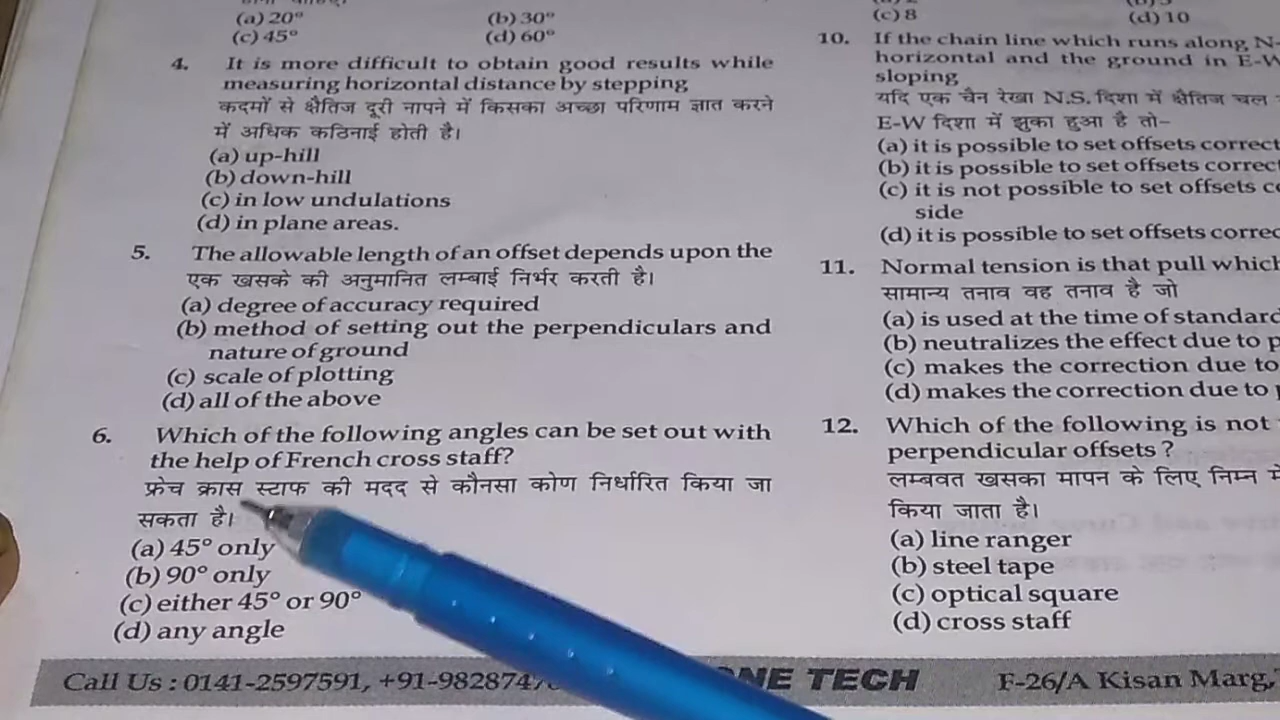 (a) 20° (b) 30°
(c) 45° (d) 60°
4. It is more difficult to obtain good results while
measuring horizontal distance by stepping
कदमों से क्षैतिज दूरी नापने में किसका अच्छा परिणाम ज्ञात करने
में अधिक कठिनाई होती है।
(a) up-hill
(b) down-hill
(c) in low undulations
(d) in plane areas.
5. The allowable length of an offset depends upon the
एक खसके की अनुमानित लम्बाई निर्भर करती है।
(a) degree of accuracy required
(b) method of setting out the perpendiculars and
nature of ground
(c) scale of plotting
(d) all of the above
6. Which of the following angles can be set out with
the help of French cross staff?
फ्रेच क्रास स्टाफ की मदद से कौनसा कोण निर्धारित किया जा
सकता है।
(a) 45° only
(b) 90° only
(c) either 45° or 90°
(d) any angle
(c) 8 (d) 10
10. If the chain line which runs along N-
horizontal and the ground in E-W
sloping
यदि एक चैन रेखा N.S. दिशा में क्षैतिज चल
E-W दिशा में झुका हुआ है तो–
(a) it is possible to set offsets correct
(b) it is possible to set offsets correct
(c) it is not possible to set offsets
side
(d) it is possible to set offsets correc
11. Normal tension is that pull which
सामान्य तनाव वह तनाव है जो
(a) is used at the time of standard
(b) neutralizes the effect due to
(c) makes the correction due to
(d) makes the correction due to
12. Which of the following is not
perpendicular offsets ?
लम्बवत खसका मापन के लिए निम्न में
किया जाता है।
(a) line ranger
(b) steel tape
(c) optical square
(d) cross staff
Call Us : 0141-2597591, +91-982874 ONE TECH F-26/A Kisan Marg,